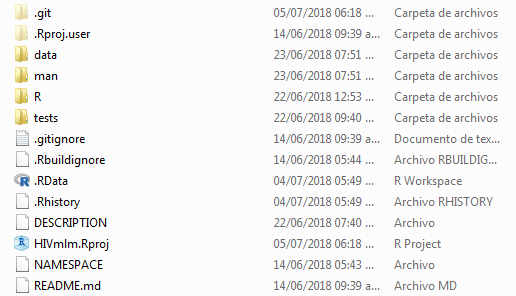 .git 05/07/2018 06:18 ... Carpeta de archivos
.Rproj.user 14/06/2018 09:39 a... Carpeta de archivos
data 23/06/2018 07:51 ... Carpeta de archivos
man 23/06/2018 07:51 ... Carpeta de archivos
R 22/06/2018 12:53 ... Carpeta de archivos
tests 22/06/2018 09:40 ... Carpeta de archivos
.gitignore 14/06/2018 09:39 a... Documento de tex...
.Rbuildignore 14/06/2018 05:44 ... Archivo RBUILDIG...
.RData 04/07/2018 05:49 ... R Workspace
.Rhistory 04/07/2018 05:49 ... Archivo RHISTORY
DESCRIPTION 22/06/2018 07:40 ... Archivo
HIVmlm.Rproj 05/07/2018 06:18 ... R Project
NAMESPACE 14/06/2018 05:43 ... Archivo
README.md 14/06/2018 09:39 a... Archivo MD